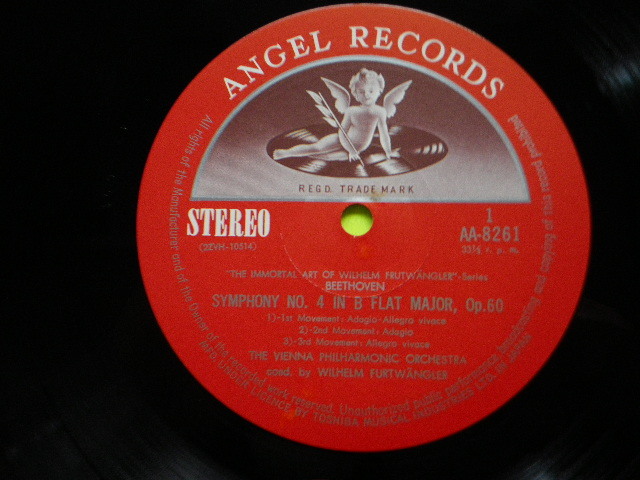 ANGEL RECORDS
REGD. TRADE MARK
STEREO
(2EVH-10514)
1
AA-8261
33⅓ r. p. m.
"THE IMMORTAL ART OF WILHELM FRUTWÄNGLER"-Series
BEETHOVEN
SYMPHONY NO. 4 IN B FLAT MAJOR, Op.60
1)-1st Movement: Adagio-Allegro vivace
2)-2nd Movement: Adagio
3)-3rd Movement: Allegro vivace
THE VIENNA PHILHARMONIC ORCHESTRA
cond. by WILHELM FURTWÄNGLER
All rights of the Manufacturer and of the Owner of the recorded work reserved. Unauthorized public performance, broadcasting and copying of this record prohibited
MFD. UNDER LICENCE BY TOSHIBA MUSICAL INDUSTRIES LTD. IN JAPAN